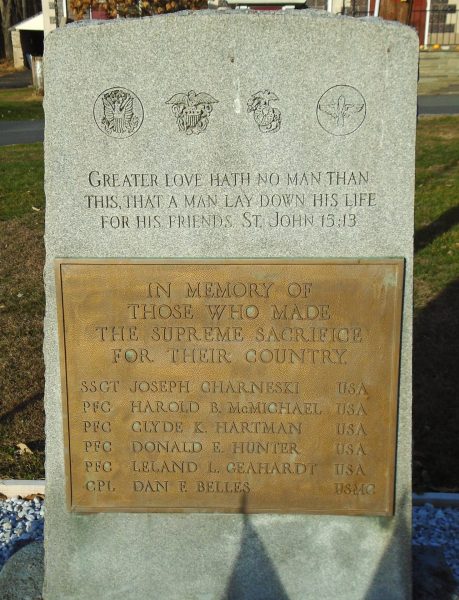 GREATER LOVE HATH NO MAN THAN
THIS, THAT A MAN LAY DOWN HIS LIFE
FOR HIS FRIENDS. ST. JOHN 15:13
IN MEMORY OF
THOSE WHO MADE
THE SUPREME SACRIFICE
FOR THEIR COUNTRY.
SSGT JOSEPH CHARNESKI USA
PFC HAROLD B. McMICHAEL USA
PFC CLYDE K. HARTMAN USA
PFC DONALD E. HUNTER USA
PFC LELAND L. GEAHARDT USA
CPL DAN F. BELLES USMC